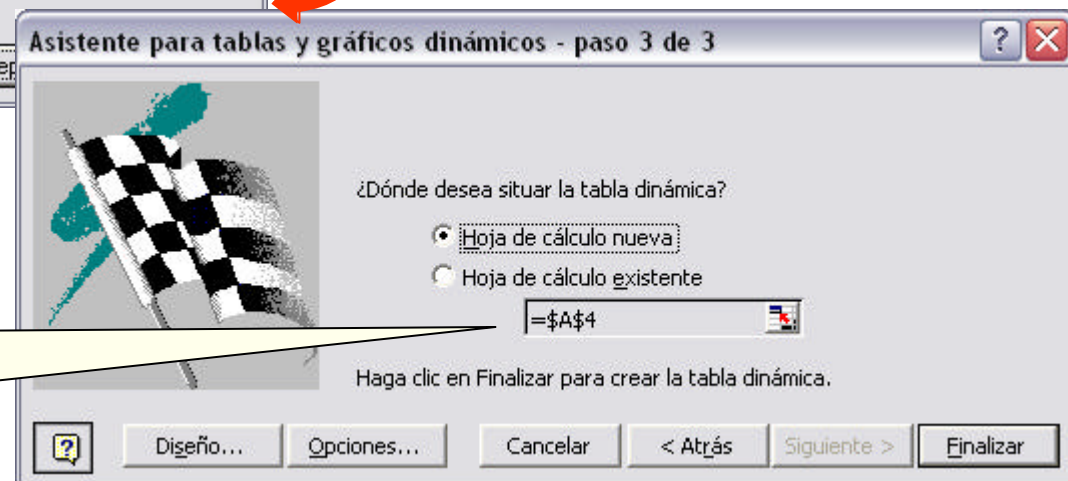 Asistente para tablas y gráficos dinámicos - paso 3 de 3
¿Dónde desea situar la tabla dinámica?
Hoja de cálculo nueva
Hoja de cálculo existente
=$A$4
Haga clic en Finalizar para crear la tabla dinámica.
Diseño... Opciones... Cancelar < Atrás Siguiente > Finalizar